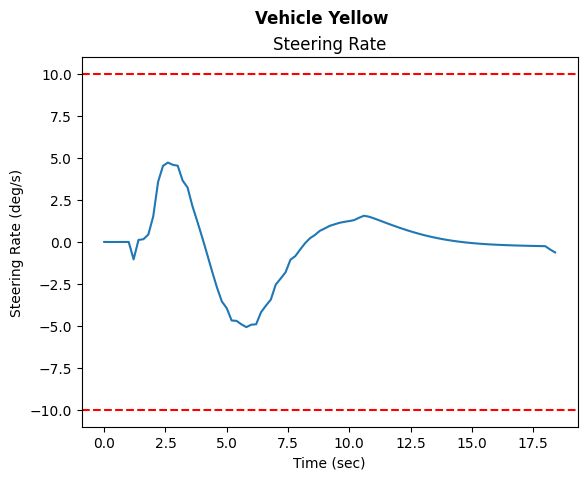 Vehicle Yellow
Steering Rate
10.0
7.5
5.0
2.5
0.0
−2.5
−5.0
−7.5
−10.0
Steering Rate (deg/s)
0.0 2.5 5.0 7.5 10.0 12.5 15.0 17.5
Time (sec)